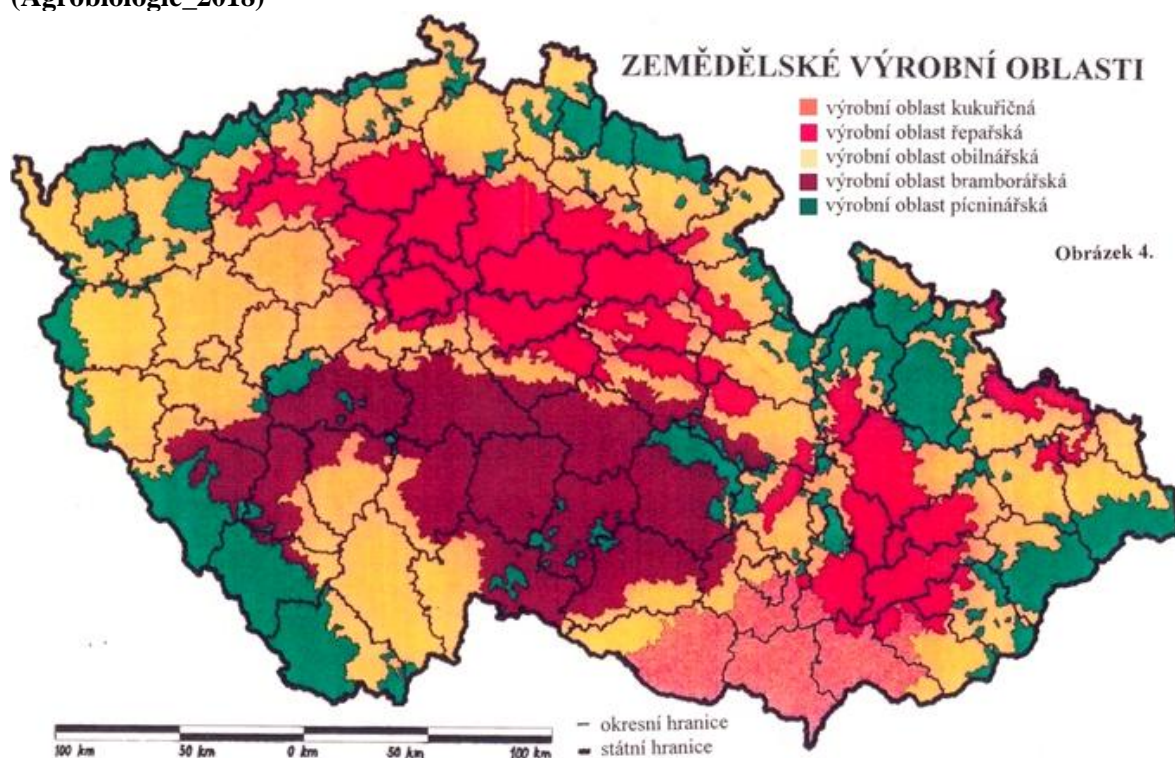 (Agrobiologie_2018)
ZEMĚDĚLSKÉ VÝROBNÍ OBLASTI
výrobní oblast kukuřičná
výrobní oblast řepařská
výrobní oblast obilnářská
výrobní oblast bramborářská
výrobní oblast pícninářská
Obrázek 4.
100 km 50 km 0 km 50 km 100 km
okresní hranice
státní hranice